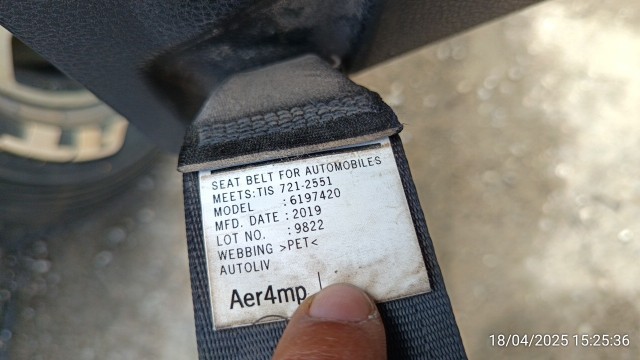 SEAT BELT FOR AUTOMOBILES
MEETS:TIS 721-2551
MODEL : 6197420
MFD. DATE : 2019
LOT NO. : 9822
WEBBING >PET<
AUTOLIV
Aer4mp
18/04/2025 15:25:36